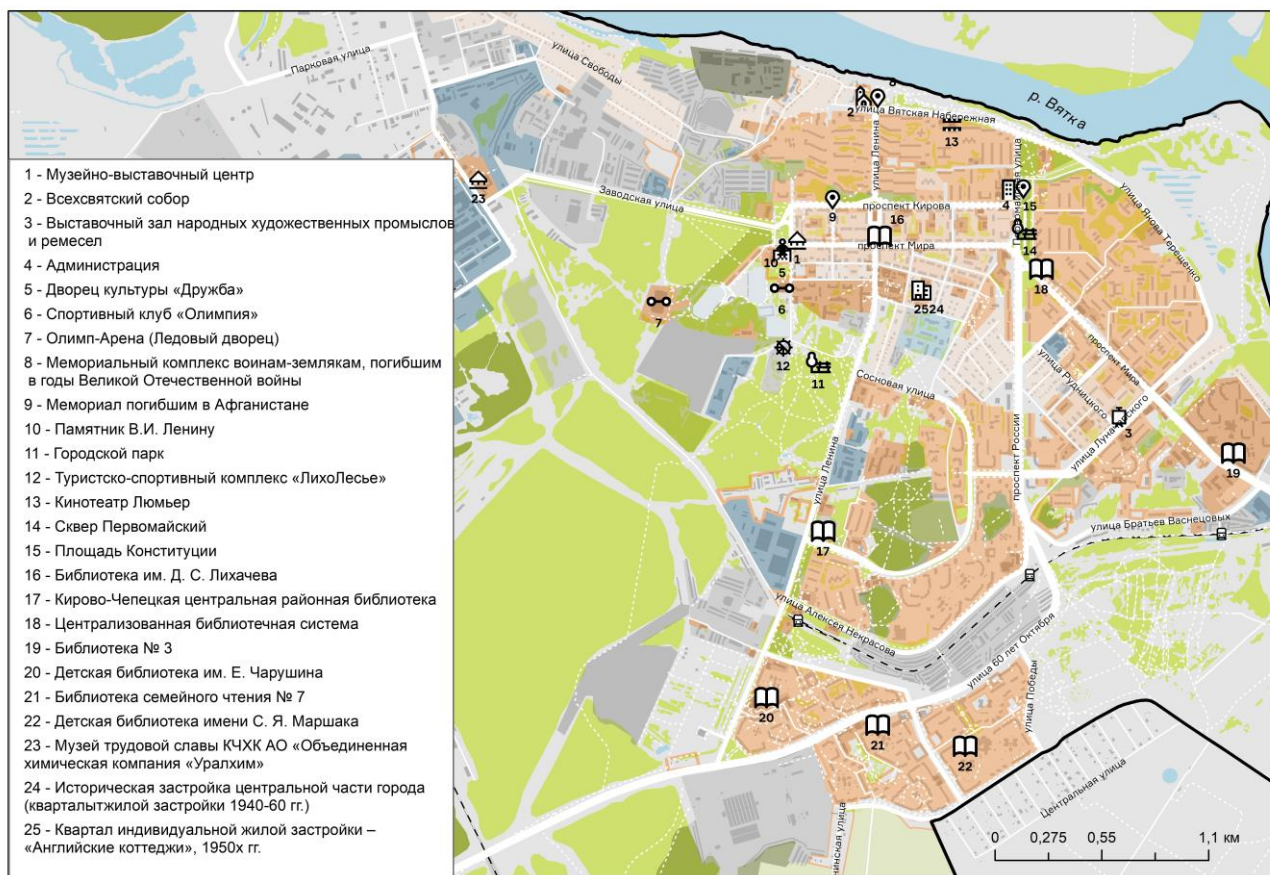 Парковая улица
улица Свободы
р. Вятка
улица Вятская Набережная
2
13
улица Ленина
Заводская улица
23
9
проспект Кирова
16
4
15
Первомайская улица
улица Якова Терещенко
10
1
5
проспект Мира
14
18
6
7
2524
12
11
Сосновая улица
улица Рудницкого
проспект Мира
3
улица Луначарского
19
улица Ленина
проспект России
17
улица Братьев Васнецовых
улица Алексея Некрасова
улица 60 лет Октября
20
21
22
улица Победы
Центральная улица
нинская улица
0 0,275 0,55 1,1 км
1 - Музейно-выставочный центр
2 - Всехсвятский собор
3 - Выставочный зал народных художественных промыслов
и ремесел
4 - Администрация
5 - Дворец культуры «Дружба»
6 - Спортивный клуб «Олимпия»
7 - Олимп-Арена (Ледовый дворец)
8 - Мемориальный комплекс воинам-землякам, погибшим
в годы Великой Отечественной войны
9 - Мемориал погибшим в Афганистане
10 - Памятник В.И. Ленину
11 - Городской парк
12 - Туристско-спортивный комплекс «ЛихоЛесье»
13 - Кинотеатр Люмьер
14 - Сквер Первомайский
15 - Площадь Конституции
16 - Библиотека им. Д. С. Лихачева
17 - Кирово-Чепецкая центральная районная библиотека
18 - Централизованная библиотечная система
19 - Библиотека № 3
20 - Детская библиотека им. Е. Чарушина
21 - Библиотека семейного чтения № 7
22 - Детская библиотека имени С. Я. Маршака
23 - Музей трудовой славы КЧХК АО «Объединенная
химическая компания «Уралхим»
24 - Историческая застройка центральной части города
(кварталытжилой застройки 1940-60 гг.)
25 - Квартал индивидуальной жилой застройки –
«Английские коттеджи», 1950х гг.